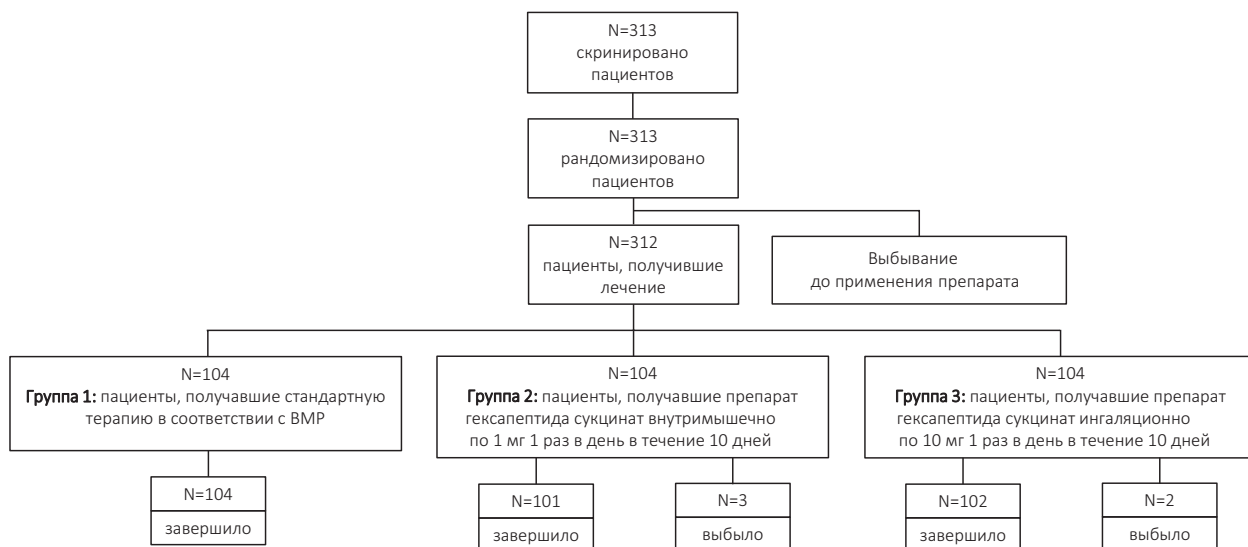 N=313
скринировано
пациентов
N=313
рандомизировано
пациентов
N=312
пациенты, получившие
лечение
Выбывание
до применения препарата
N=104
Группа 1: пациенты, получавшие стандартную
терапию в соответствии с ВМР
N=104
Группа 2: пациенты, получавшие препарат
гексапептида сукцинат внутримышечно
по 1 мг 1 раз в день в течение 10 дней
N=104
Группа 3: пациенты, получавшие препарат
гексапептида сукцинат ингаляционно
по 10 мг 1 раз в день в течение 10 дней
N=104
завершило
N=101
завершило
N=3
выбыло
N=102
завершило
N=2
выбыло